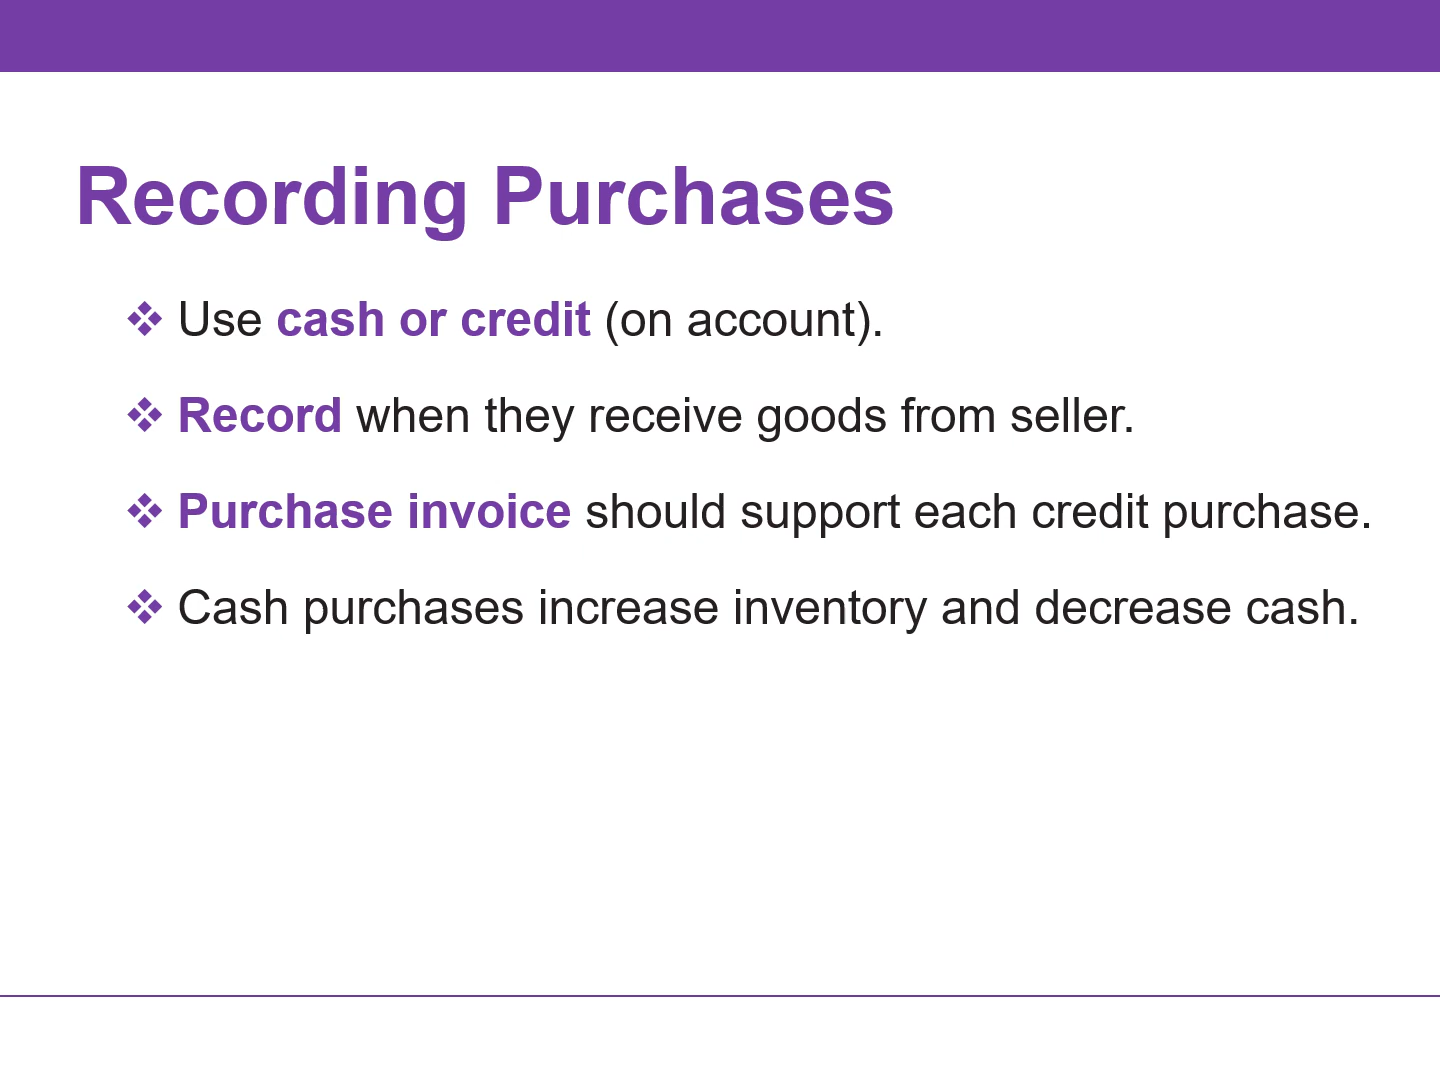 Recording Purchases
❖ Use cash or credit (on account).
❖ Record when they receive goods from seller.
❖ Purchase invoice should support each credit purchase.
❖ Cash purchases increase inventory and decrease cash.